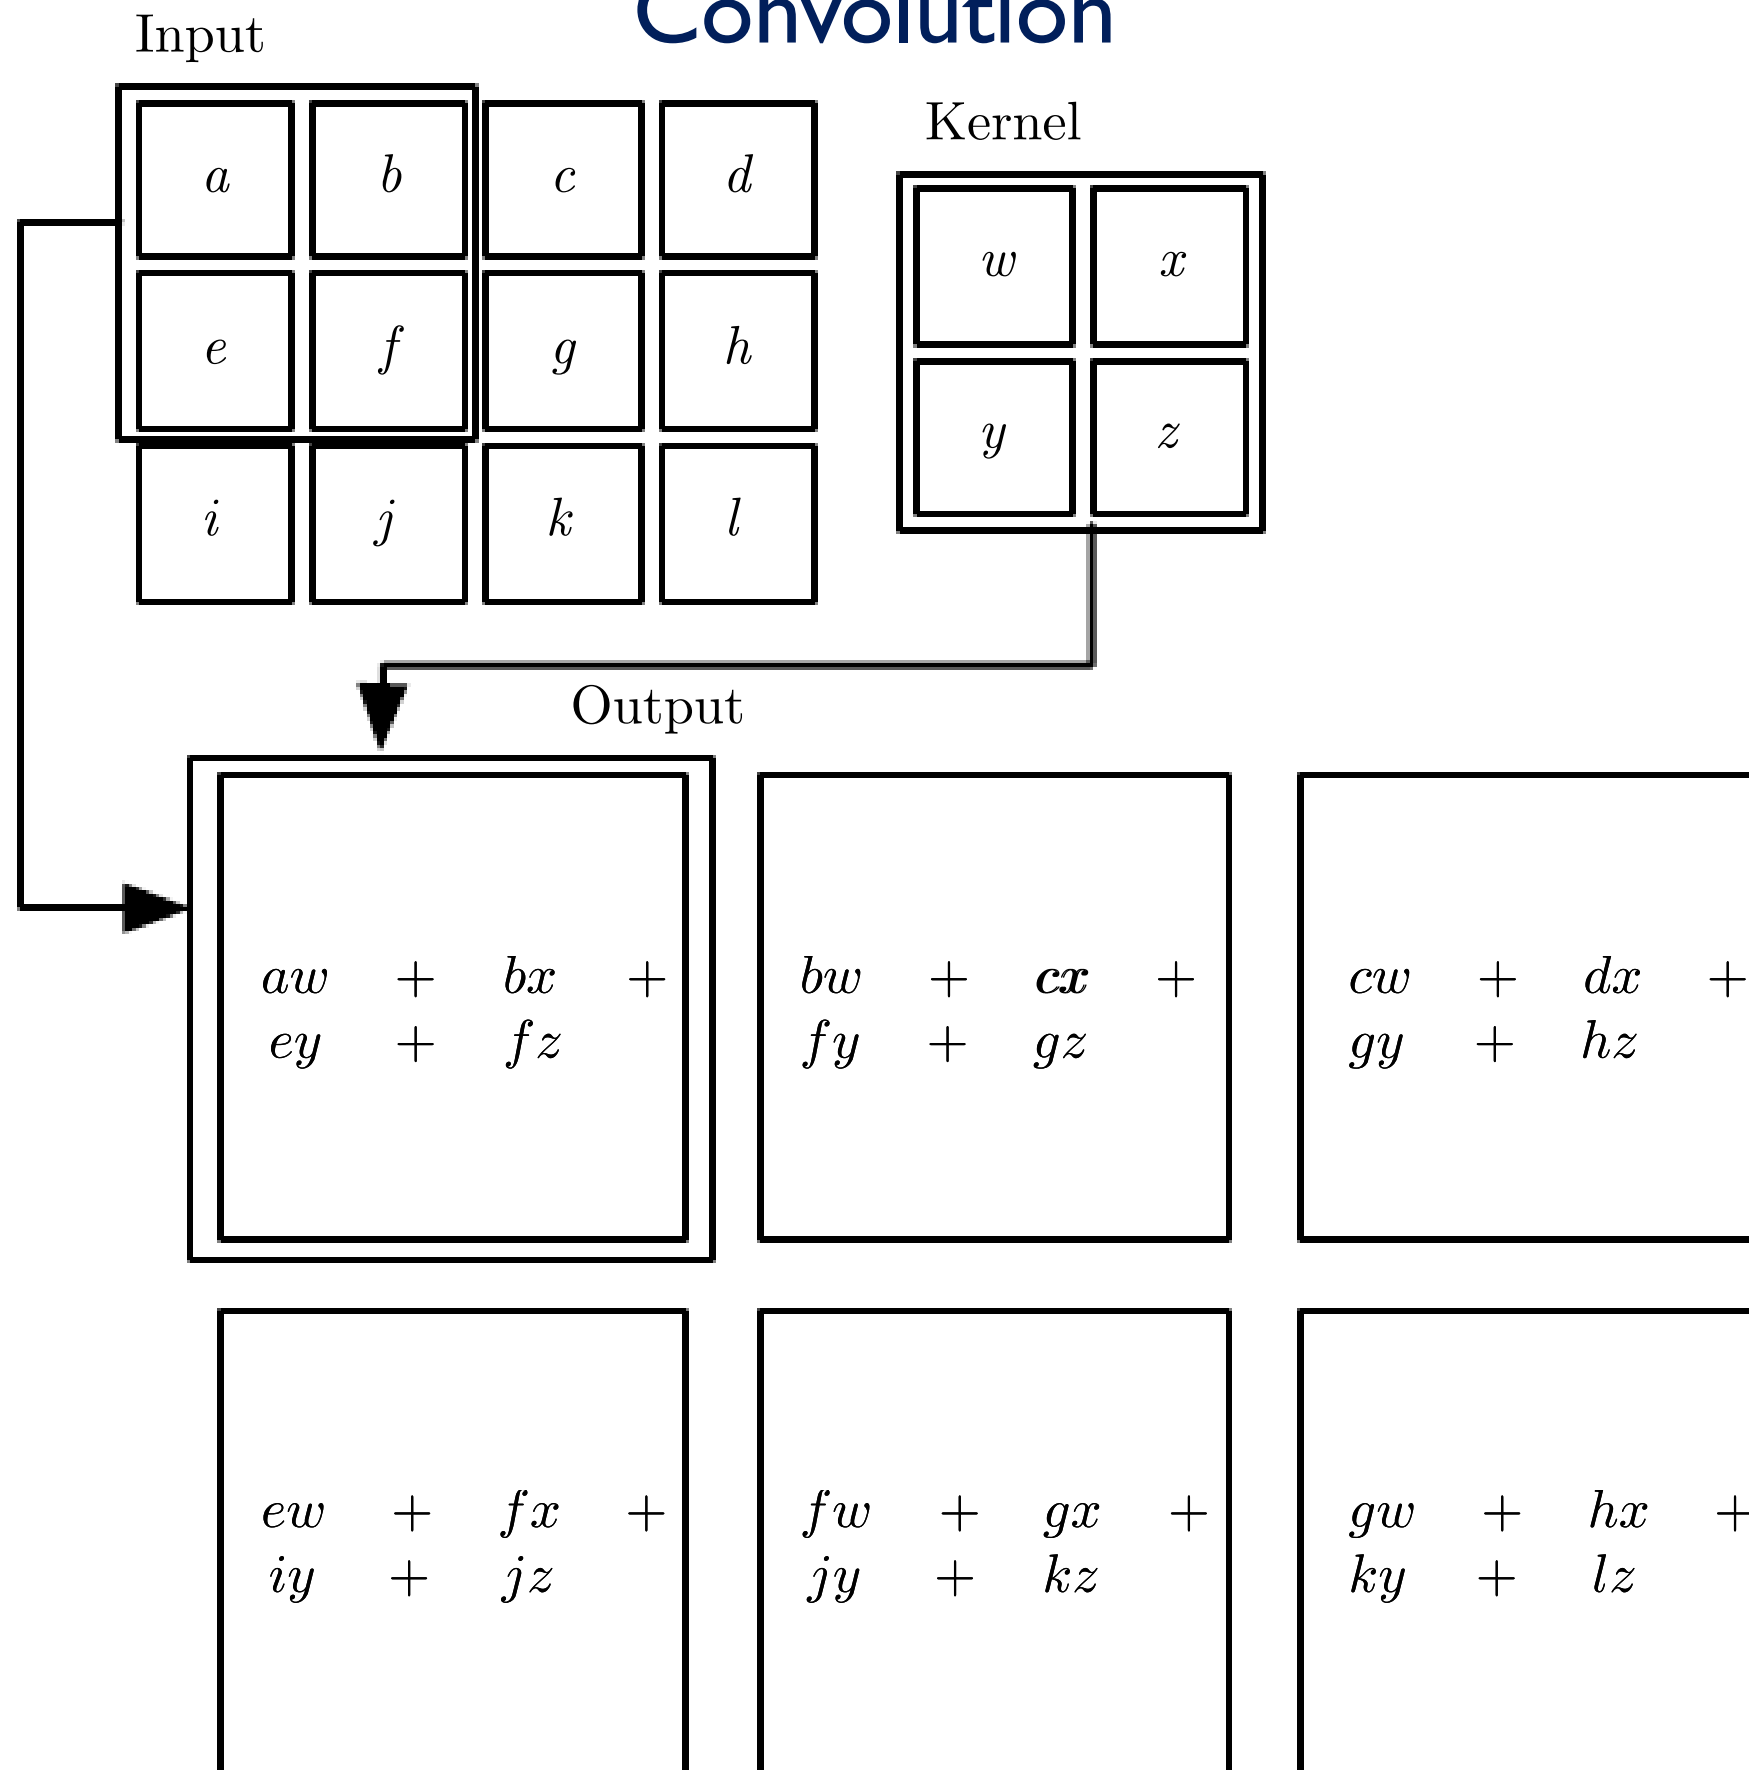 Convolution
Input
Kernel
a b c d
e f g h
i j k l
w x
y z
Output
aw + bx +
ey + fz
bw + cx +
fy + gz
cw + dx +
gy + hz
ew + fx +
iy + jz
fw + gx +
jy + kz
gw + hx +
ky + lz